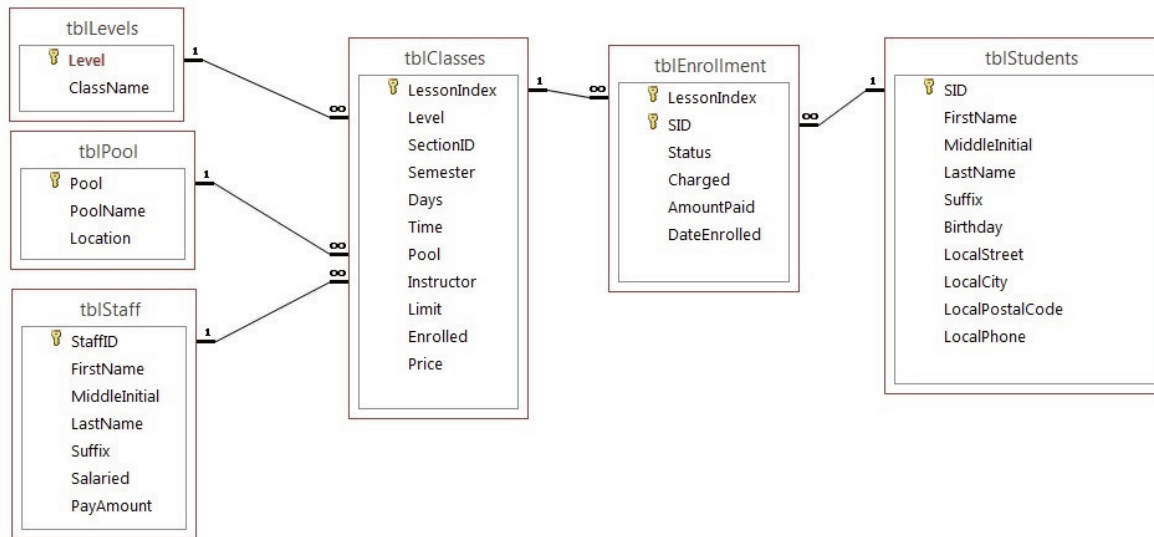 tblLevels
Level
ClassName
tblPool
Pool
PoolName
Location
tblStaff
StaffID
FirstName
MiddleInitial
LastName
Suffix
Salaried
PayAmount
1
∞
1
∞
1
∞
tblClasses
LessonIndex
Level
SectionID
Semester
Days
Time
Pool
Instructor
Limit
Enrolled
Price
1
∞
tblEnrollment
LessonIndex
SID
Status
Charged
AmountPaid
DateEnrolled
∞
1
tblStudents
SID
FirstName
MiddleInitial
LastName
Suffix
Birthday
LocalStreet
LocalCity
LocalPostalCode
LocalPhone